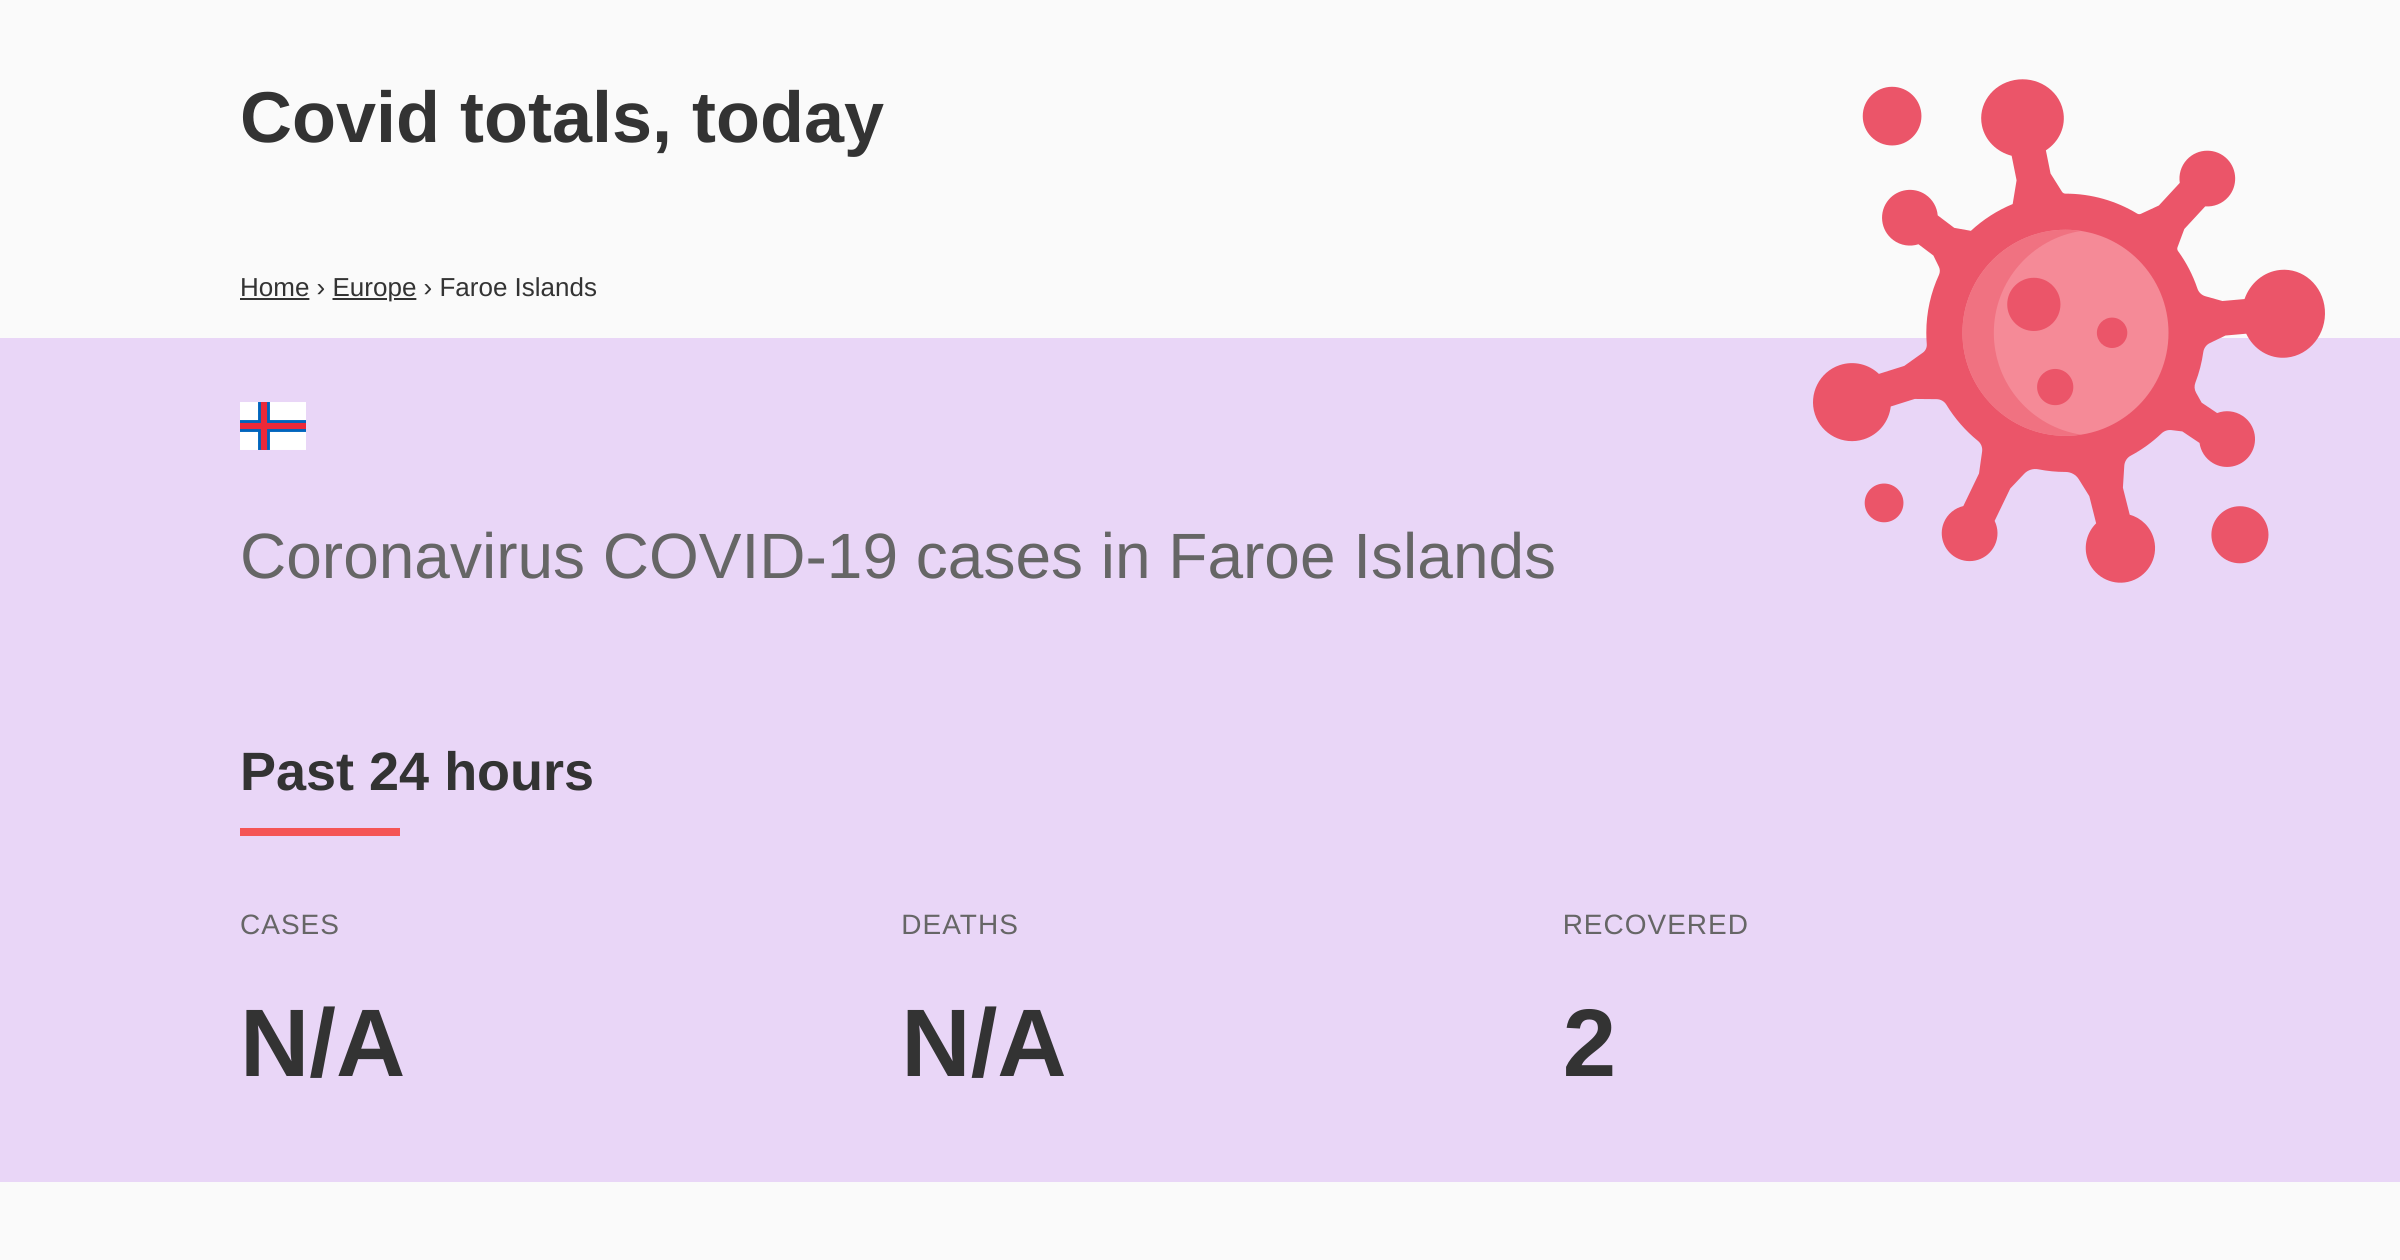 Covid totals, today
Home › Europe › Faroe Islands
Coronavirus COVID-19 cases in Faroe Islands
Past 24 hours
CASES
DEATHS
RECOVERED
N/A
N/A
2